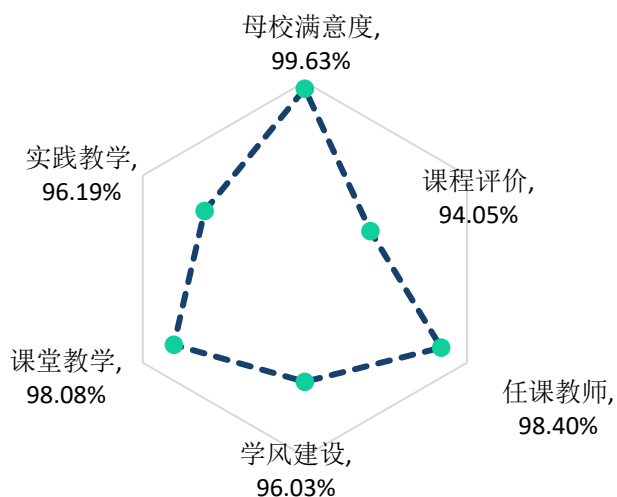 母校满意度,
99.63%
课程评价,
94.05%
任课教师,
98.40%
学风建设,
96.03%
课堂教学,
98.08%
实践教学,
96.19%